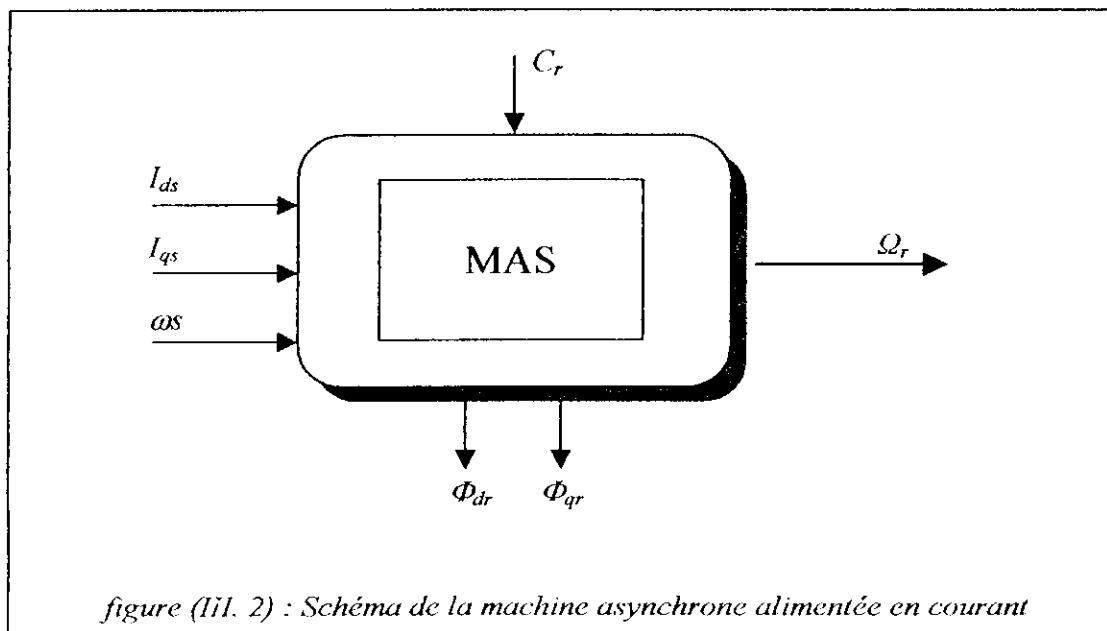 C_r
I_ds
I_qs
ωs
MAS
Ω_r
Φ_dr
Φ_qr
figure (III. 2) : Schéma de la machine asynchrone alimentée en courant